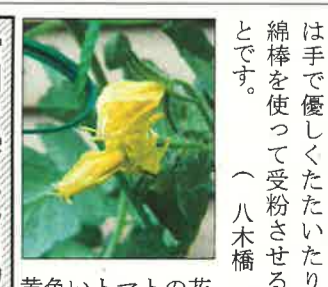 は手で優しくたたいたり
綿棒を使って受粉させる
とです。
（八木橋
黄色いトマトの花